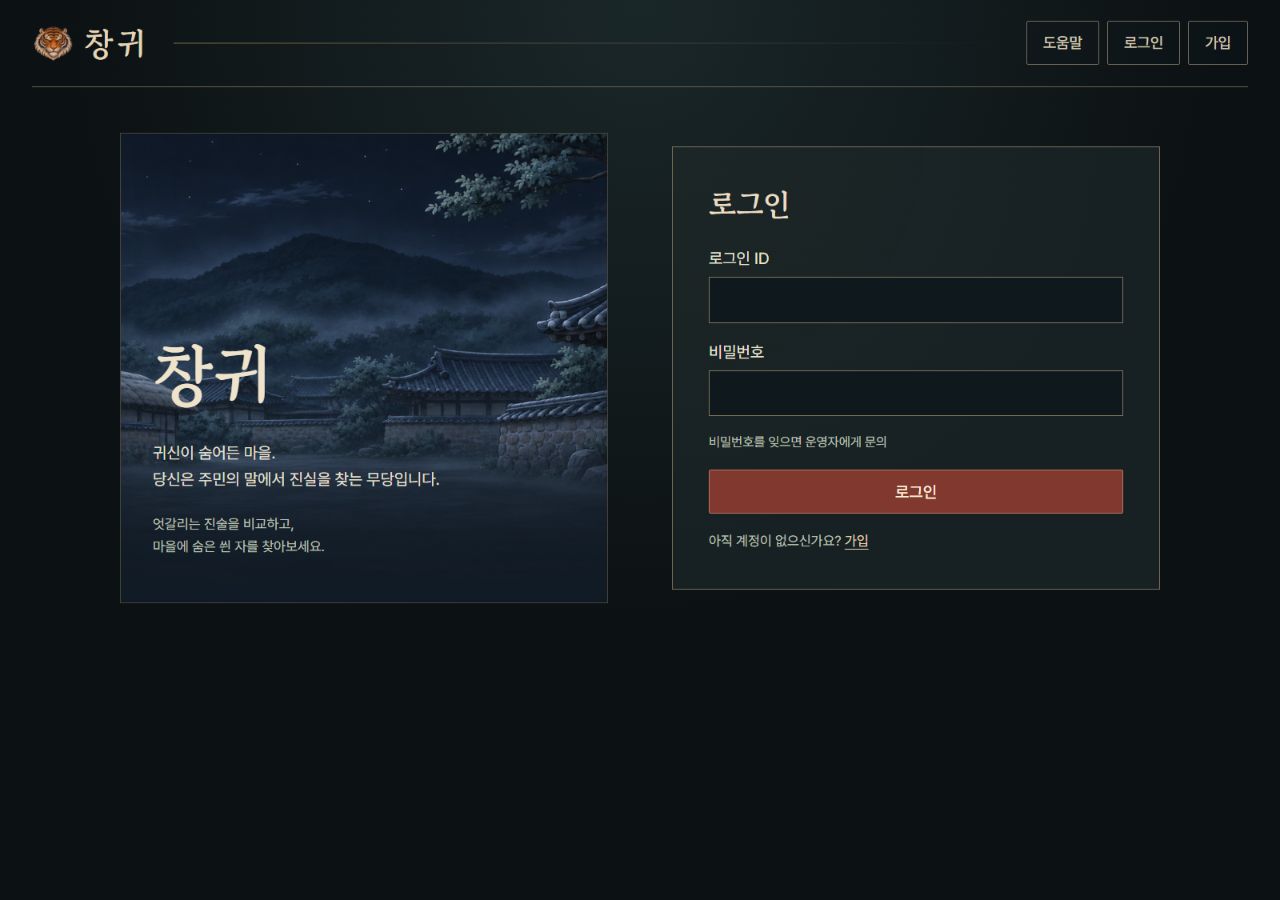 창귀
도움말
로그인
가입
창귀
귀신이 숨어든 마을.
당신은 주민의 말에서 진실을 찾는 무당입니다.
엇갈리는 진술을 비교하고,
마을에 숨은 씐 자를 찾아보세요.
로그인
로그인 ID
비밀번호
비밀번호를 잊으면 운영자에게 문의
로그인
아직 계정이 없으신가요? 가입